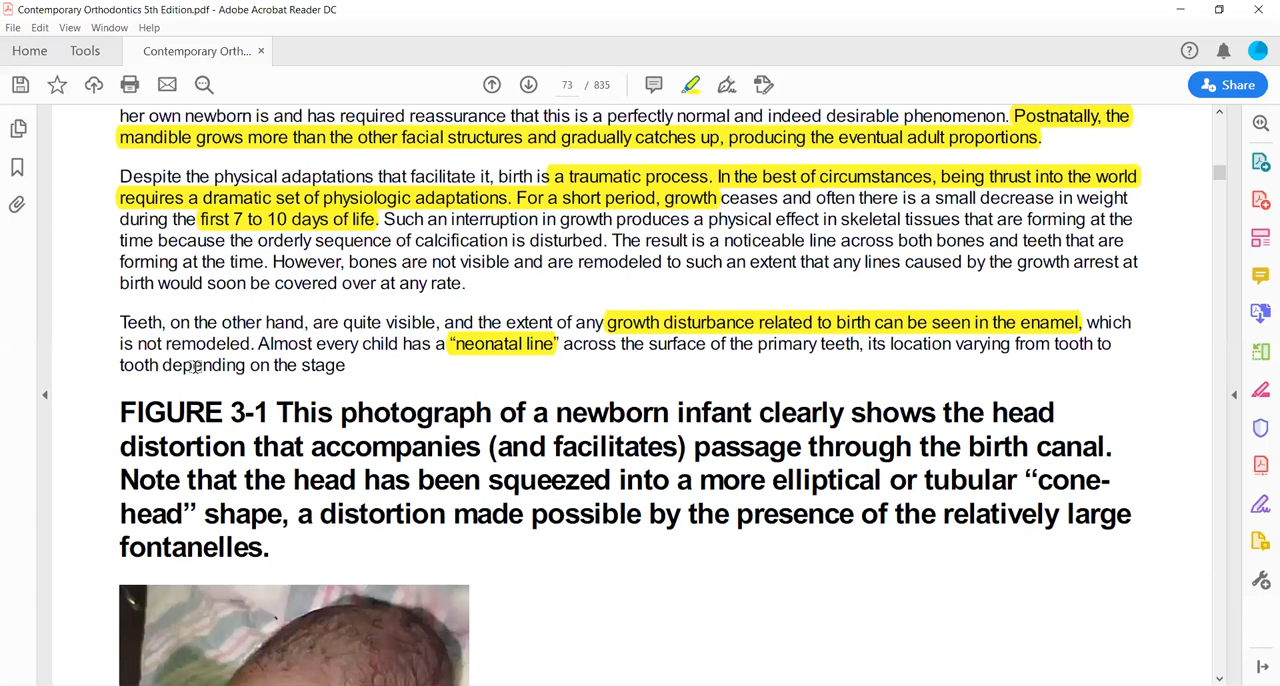 Contemporary Orthodontics 5th Edition.pdf - Adobe Acrobat Reader DC
File Edit View Window Help
Home Tools Contemporary Orth... ×
73 / 835
Share
her own newborn is and has required reassurance that this is a perfectly normal and indeed desirable phenomenon. Postnatally, the
mandible grows more than the other facial structures and gradually catches up, producing the eventual adult proportions.
Despite the physical adaptations that facilitate it, birth is a traumatic process. In the best of circumstances, being thrust into the world
requires a dramatic set of physiologic adaptations. For a short period, growth ceases and often there is a small decrease in weight
during the first 7 to 10 days of life. Such an interruption in growth produces a physical effect in skeletal tissues that are forming at the
time because the orderly sequence of calcification is disturbed. The result is a noticeable line across both bones and teeth that are
forming at the time. However, bones are not visible and are remodeled to such an extent that any lines caused by the growth arrest at
birth would soon be covered over at any rate.
Teeth, on the other hand, are quite visible, and the extent of any growth disturbance related to birth can be seen in the enamel, which
is not remodeled. Almost every child has a “neonatal line” across the surface of the primary teeth, its location varying from tooth to
tooth depending on the stage
FIGURE 3-1 This photograph of a newborn infant clearly shows the head
distortion that accompanies (and facilitates) passage through the birth canal.
Note that the head has been squeezed into a more elliptical or tubular “cone-
head” shape, a distortion made possible by the presence of the relatively large
fontanelles.